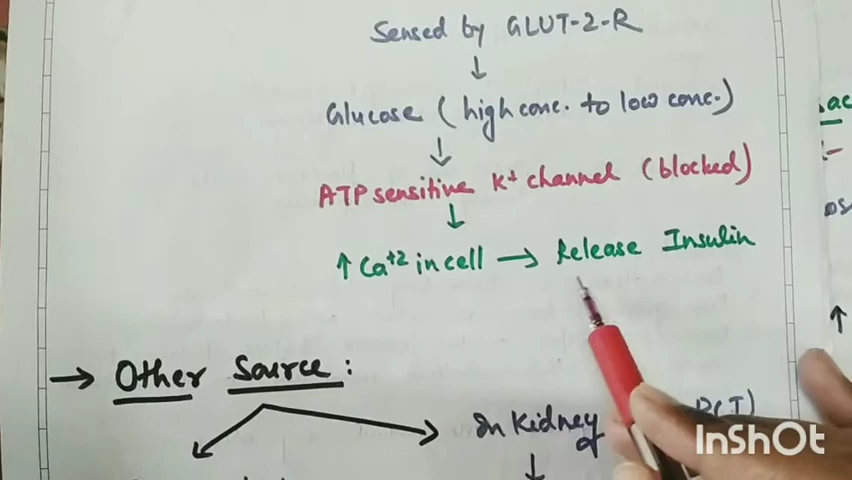 Sensed by GLUT-2-R
↓
Glucose (high conc. to low conc.)
↓
ATP sensitive K+ channel (blocked)
↓
↑ Ca+2 in cell → Release Insulin
→ Other Source:
In Kidney
of
↓
↑
InShOt